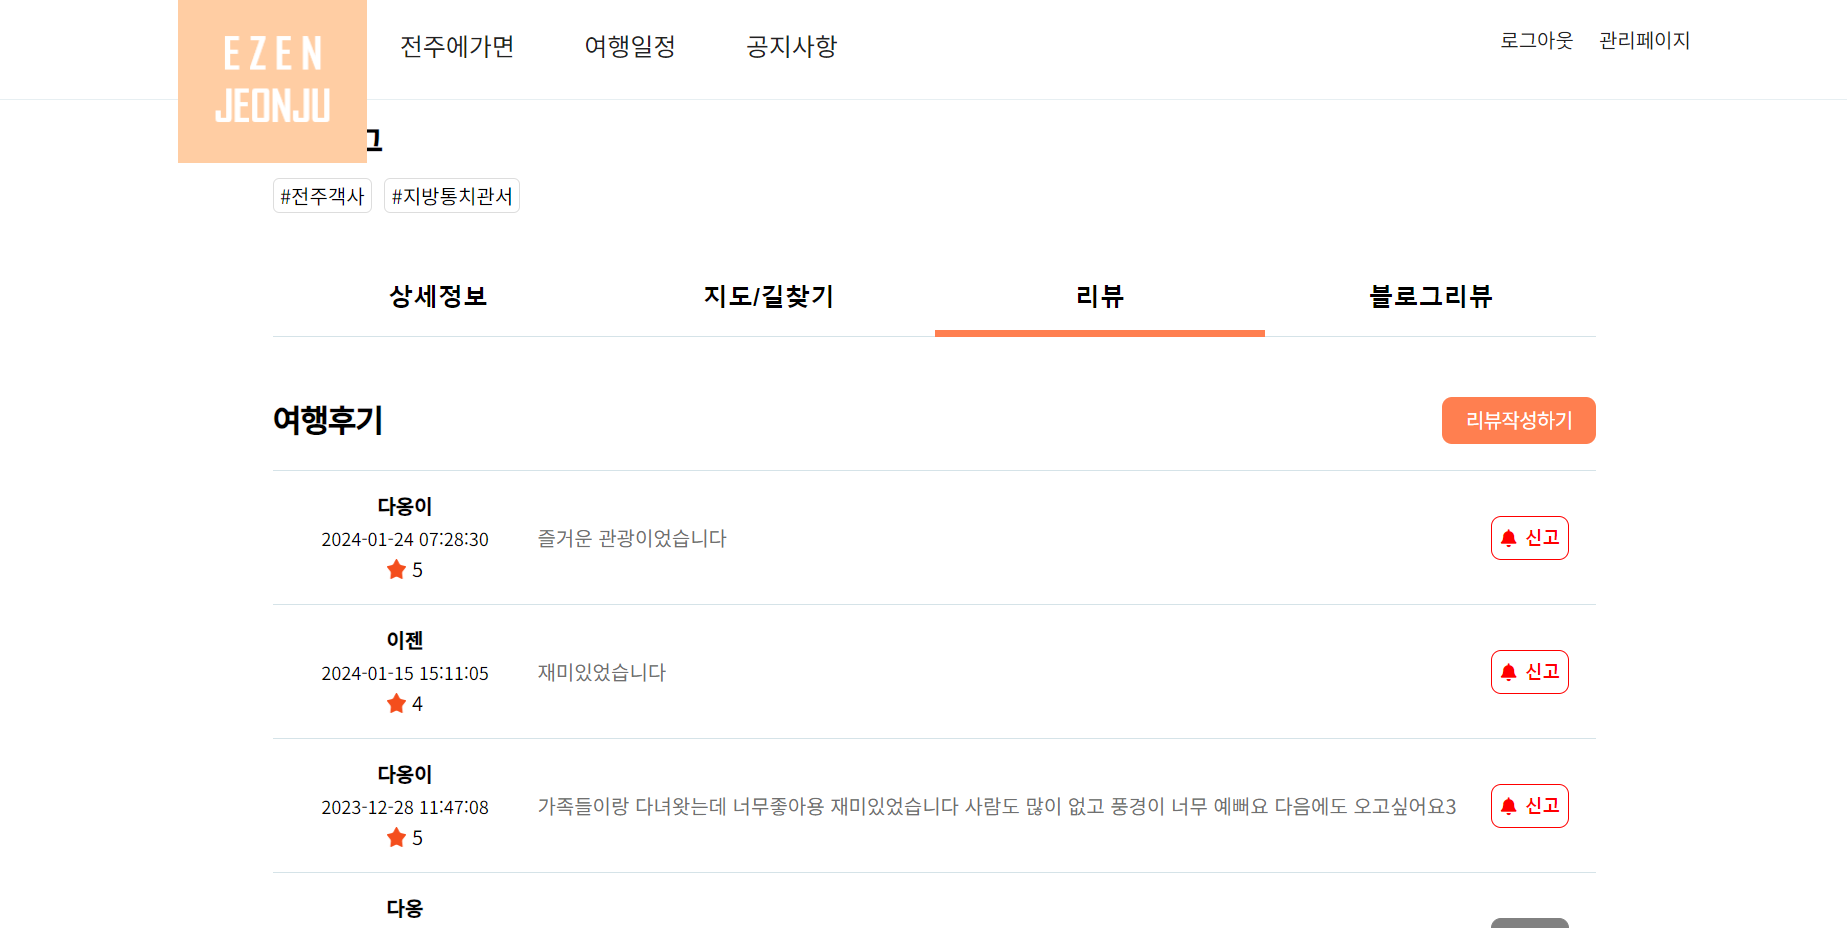 EZEN
JEONJU
전주에가면 여행일정 공지사항 로그아웃 관리페이지
그
#전주객사 #지방통치관서
상세정보 지도/길찾기 리뷰 블로그리뷰
여행후기 리뷰작성하기
다옹이
2024-01-24 07:28:30 즐거운 관광이었습니다 신고
5
이젠
2024-01-15 15:11:05 재미있었습니다 신고
4
다옹이
2023-12-28 11:47:08 가족들이랑 다녀왓는데 너무좋아용 재미있었습니다 사람도 많이 없고 풍경이 너무 예뻐요 다음에도 오고싶어요3 신고
5
다옹